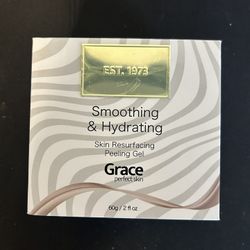 EST. 1973
Smoothing
& Hydrating
Skin Resurfacing
Peeling Gel
Grace
perfect skin
60g / 2 fl oz